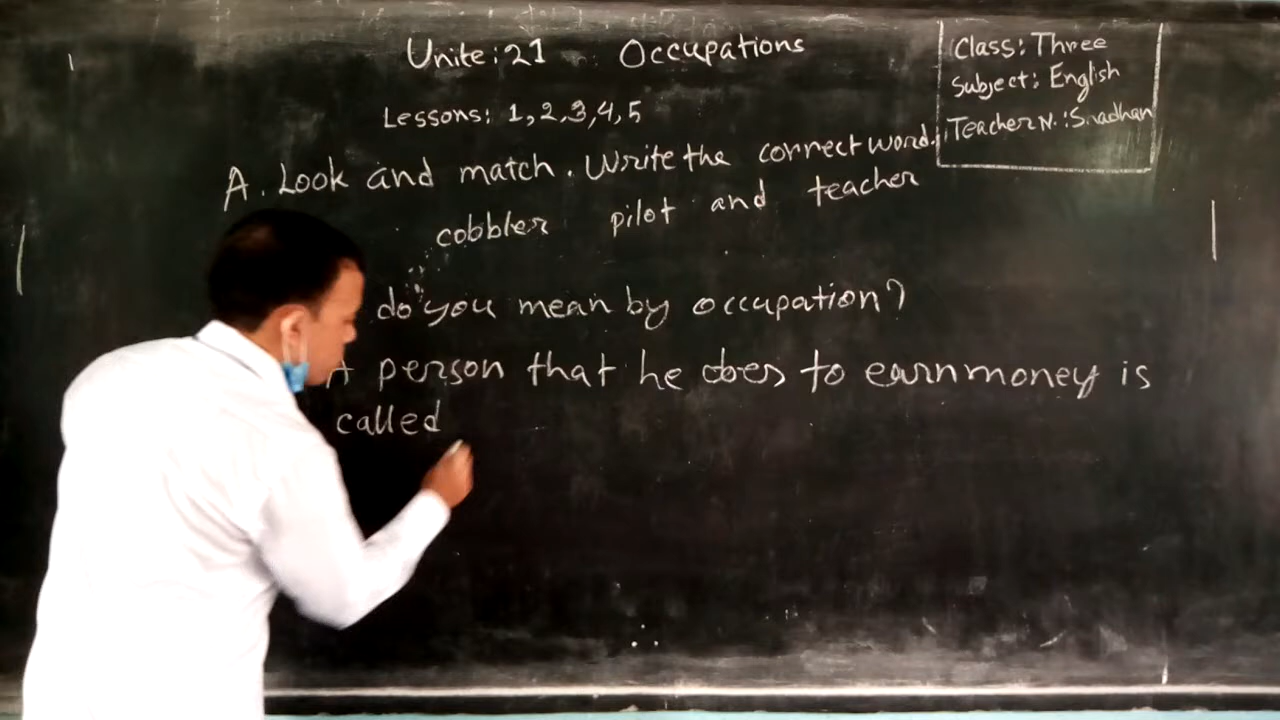 Unite: 21 Occupations
Lessons: 1,2,3,4,5
Class: Three
Subject: English
Teacher N.:
A. Look and match. Write the correct word.
cobbler pilot and teacher
do you mean by occupation?
A person that he does to earn money is
called